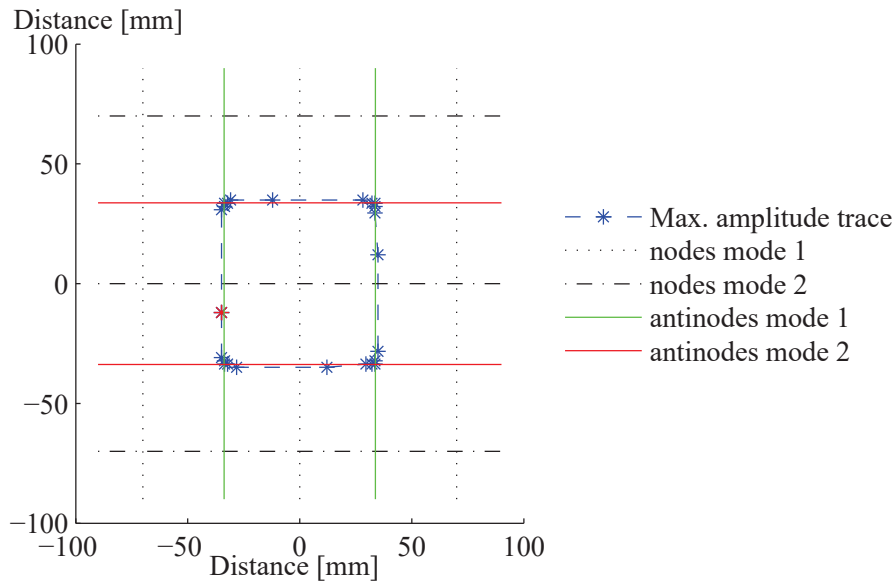 Distance [mm]
100
50
0
−50
−100
−100
−50
0
50
100
Distance [mm]
Max. amplitude trace
nodes mode 1
nodes mode 2
antinodes mode 1
antinodes mode 2